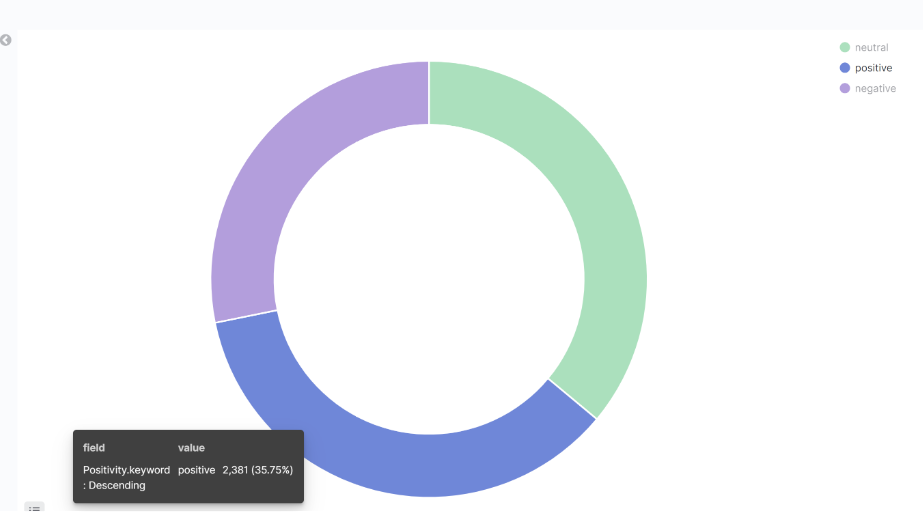 neutral
positive
negative
field value
Positivity.keyword positive 2,381 (35.75%)
: Descending